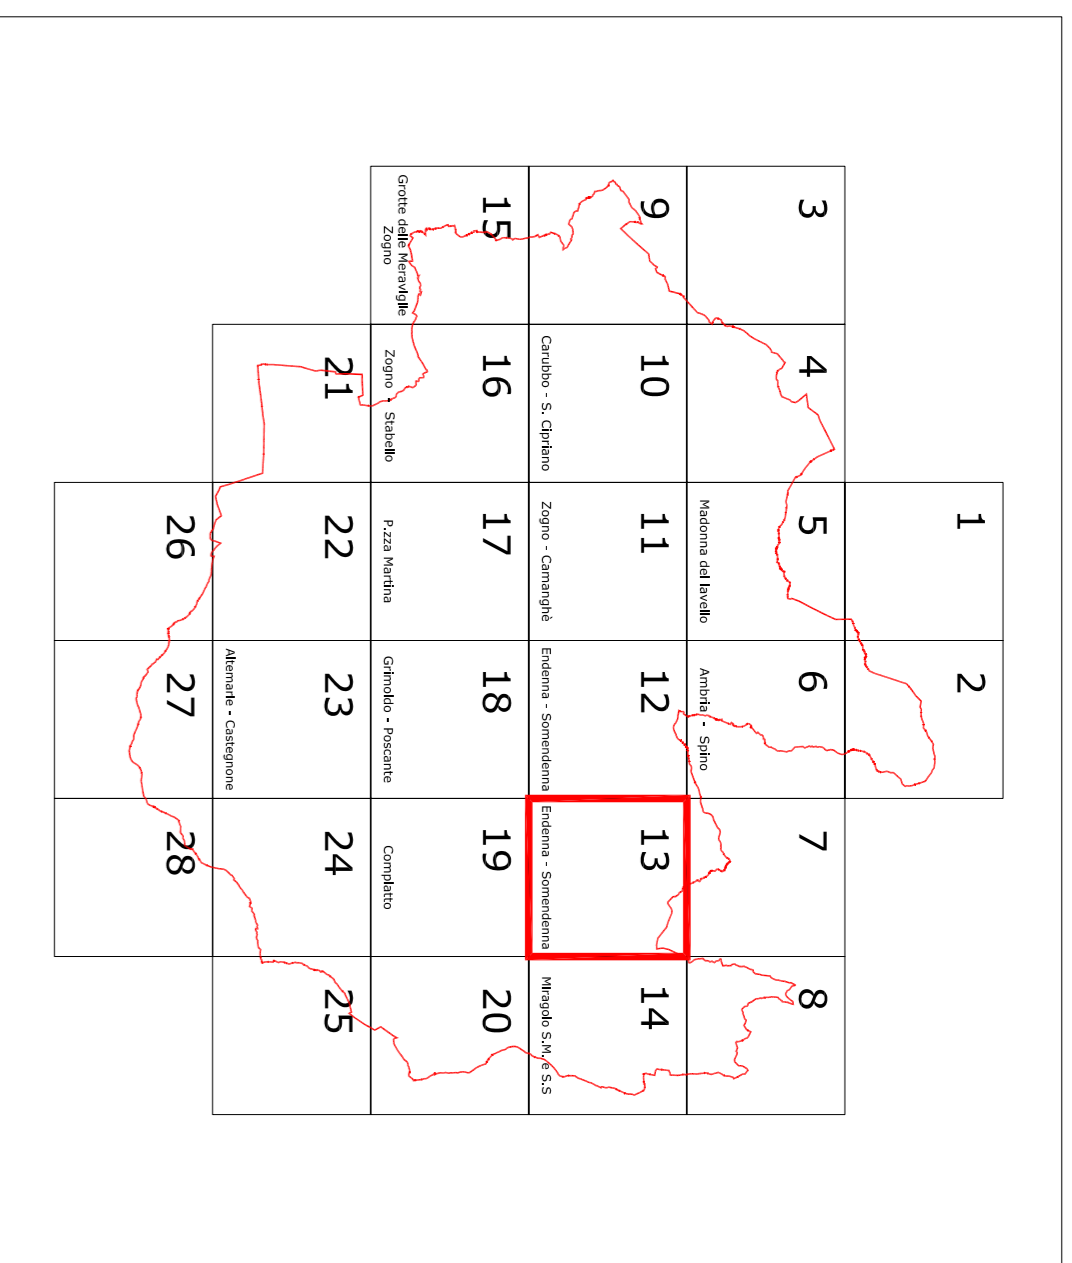 1
2
3
4
5
Madonna del lavello
6
Ambria - Spino
7
8
9
10
Carubbo - S. Cipriano
11
Zogno - Camanghè
12
Endenna - Somendenna
13
Endenna - Somendenna
14
Miragolo S.M. e S.S
15
Grotte delle Meraviglie
Zogno
16
Zogno - Stabello
17
P.zza Martina
18
Grimoldo - Poscante
19
Complatto
20
21
22
23
Altemarie - Castegnone
24
25
26
27
28